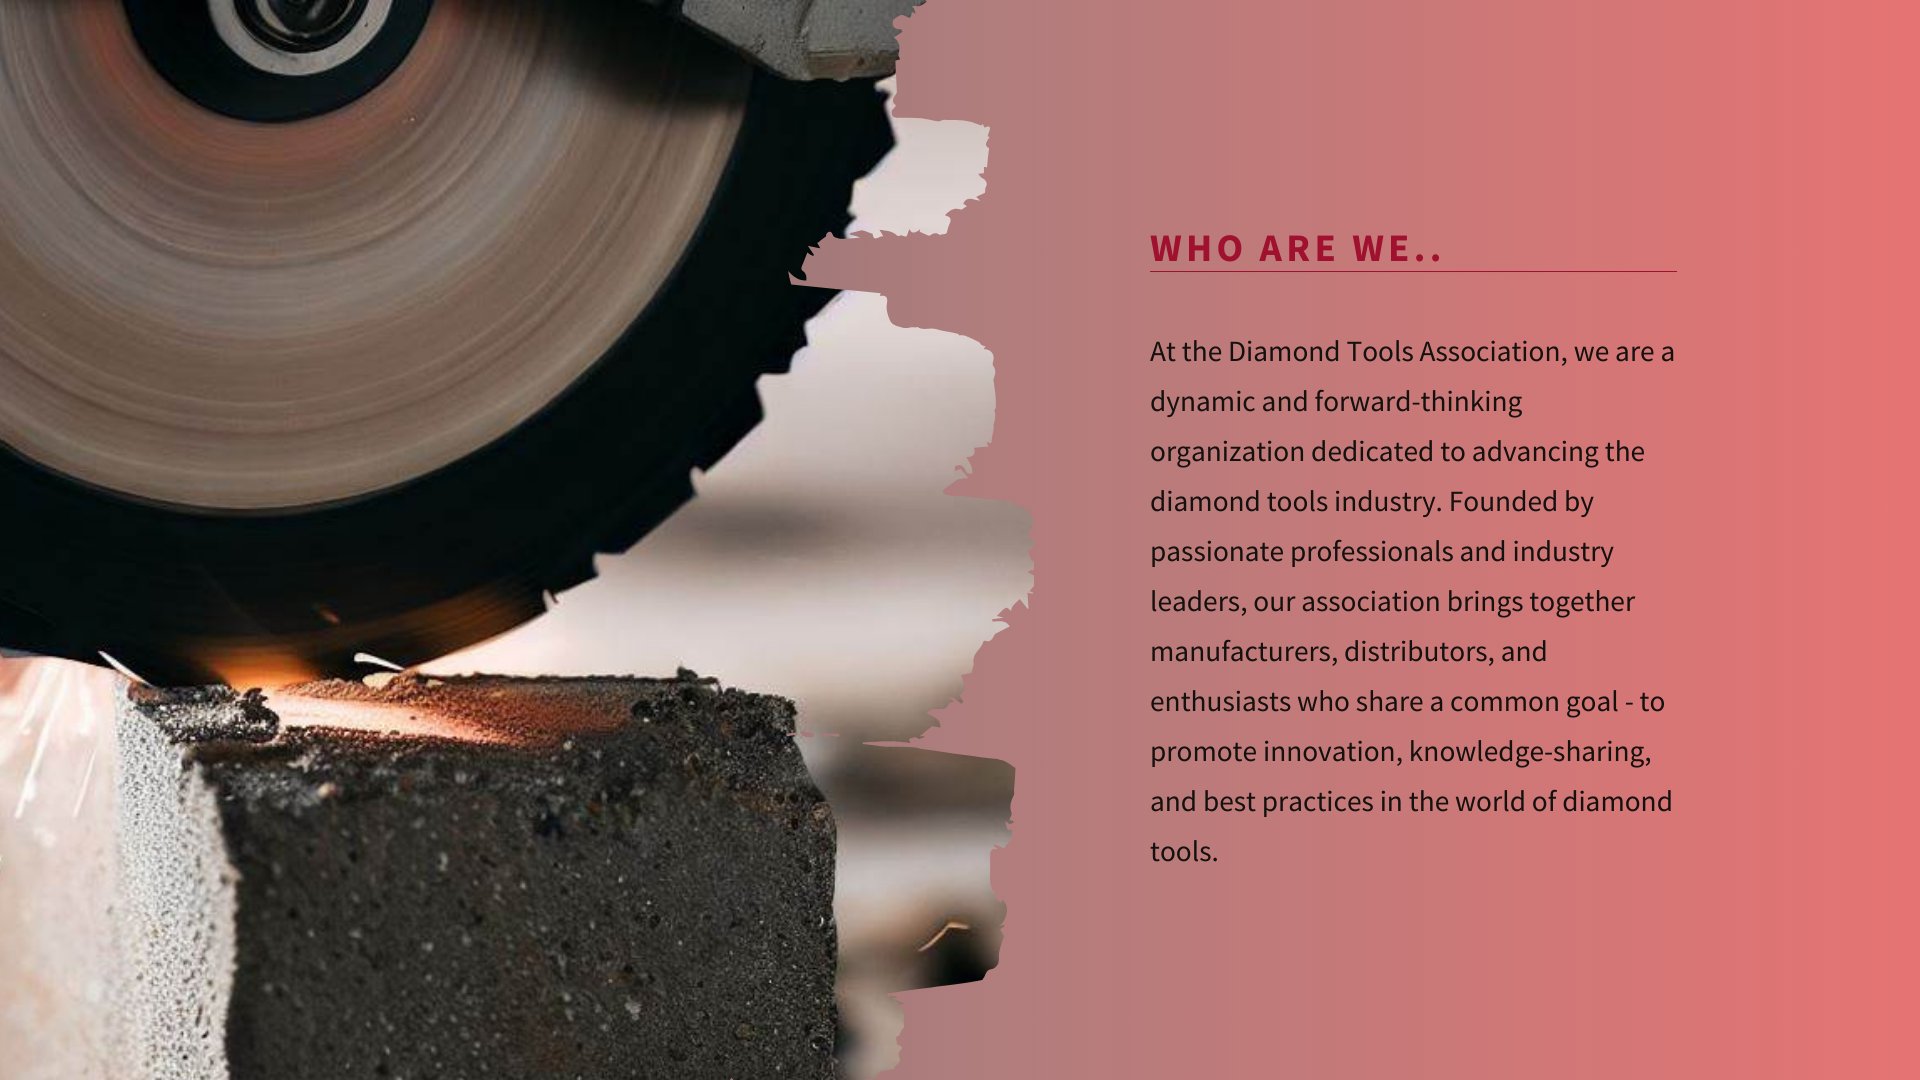 WHO ARE WE..
At the Diamond Tools Association, we are a
dynamic and forward-thinking
organization dedicated to advancing the
diamond tools industry. Founded by
passionate professionals and industry
leaders, our association brings together
manufacturers, distributors, and
enthusiasts who share a common goal - to
promote innovation, knowledge-sharing,
and best practices in the world of diamond
tools.